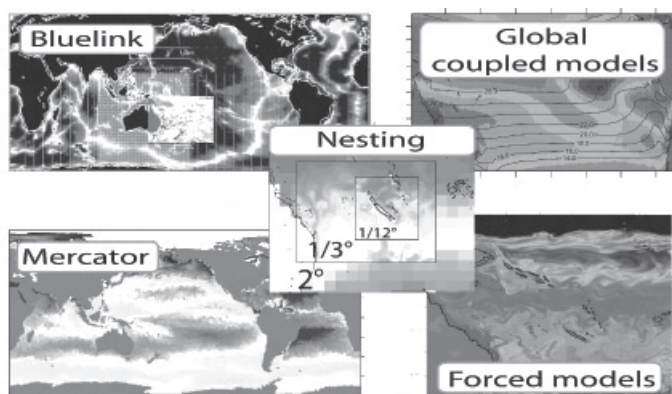 Bluelink
Global
coupled models
Nesting
1/12°
1/3°
2°
Mercator
Forced models